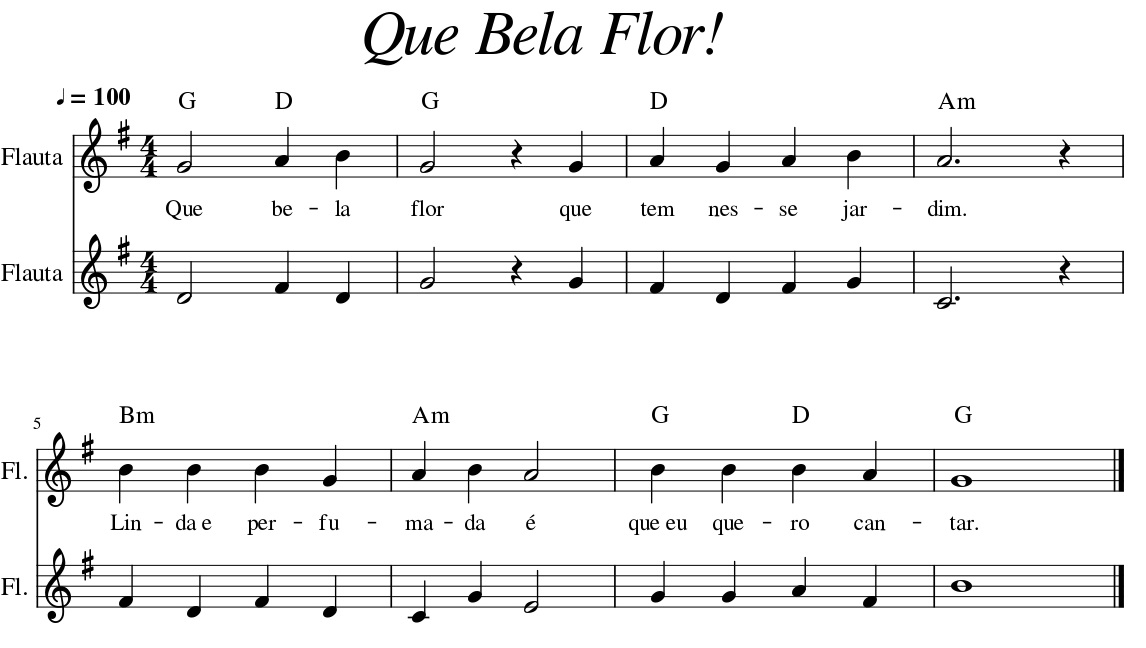 Que Bela Flor!
♩= 100
G D G D Am
Flauta
4/4
Que be – la flor que tem nes – se jar – dim.
Flauta
4/4
5
Bm Am G D G
Fl.
Lin – da e per – fu – ma – da é que eu que – ro can – tar.
Fl.